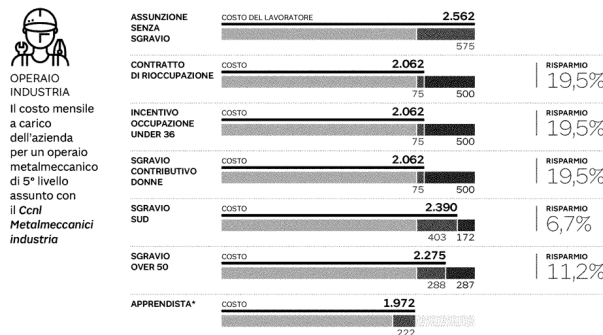 OPERAIO
INDUSTRIA
Il costo mensile
a carico
dell'azienda
per un operaio
metalmeccanico
di 5° livello
assunto con
il Ccnl
Metalmeccanici
industria
ASSUNZIONE
SENZA
SGRAVIO
COSTO DEL LAVORATORE 2.562
575
CONTRATTO
DI RIOCCUPAZIONE
COSTO 2.062
75 500
RISPARMIO
19,5%
INCENTIVO
OCCUPAZIONE
UNDER 36
COSTO 2.062
75 500
RISPARMIO
19,5%
SGRAVIO
CONTRIBUTIVO
DONNE
COSTO 2.062
75 500
RISPARMIO
19,5%
SGRAVIO
SUD
COSTO 2.390
403 172
RISPARMIO
6,7%
SGRAVIO
OVER 50
COSTO 2.275
288 287
RISPARMIO
11,2%
APPRENDISTA*
COSTO 1.972
222